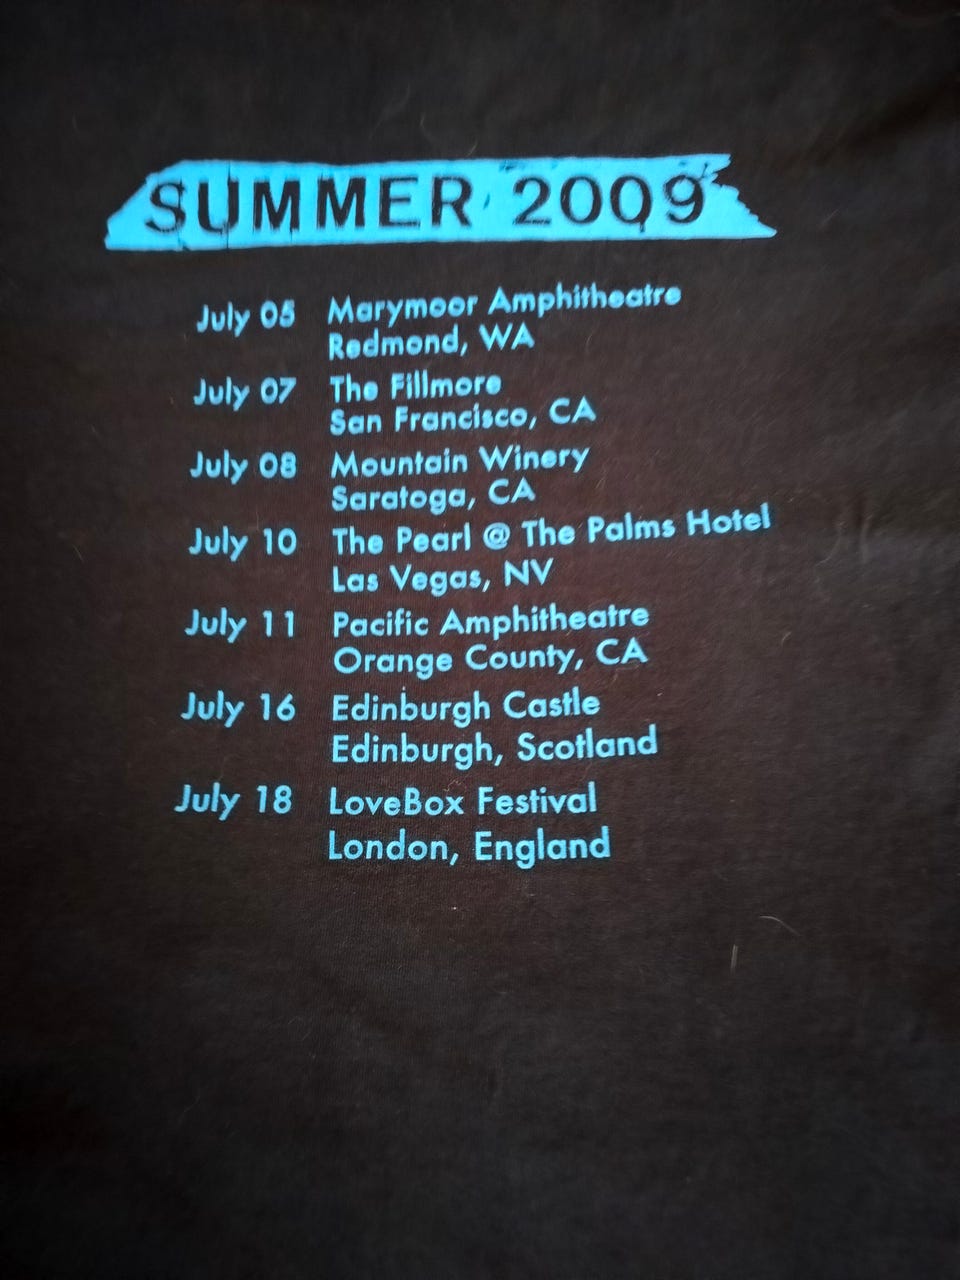 SUMMER 2009
July 05 Marymoor Amphitheatre
Redmond, WA
July 07 The Fillmore
San Francisco, CA
July 08 Mountain Winery
Saratoga, CA
July 10 The Pearl @ The Palms Hotel
Las Vegas, NV
July 11 Pacific Amphitheatre
Orange County, CA
July 16 Edinburgh Castle
Edinburgh, Scotland
July 18 LoveBox Festival
London, England